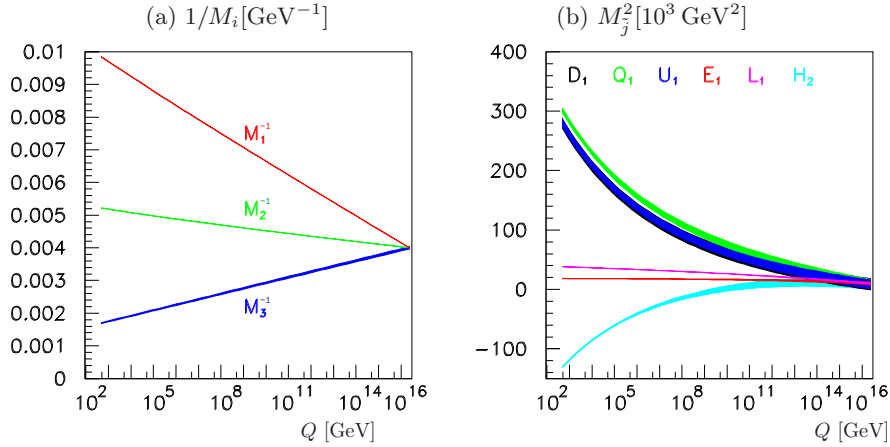 (a) 1/M_i[GeV^{-1}]
0.01
0.009
0.008
0.007
0.006
0.005
0.004
0.003
0.002
0.001
0
M_1^{-1}
M_2^{-1}
M_3^{-1}
10^2 10^5 10^8 10^11 10^14 10^16
Q [GeV]
(b) M_{j̃}^2[10^3 GeV^2]
400
300
200
100
0
−100
D_1 Q_1 U_1 E_1 L_1 H_2
10^2 10^5 10^8 10^11 10^14 10^16
Q [GeV]